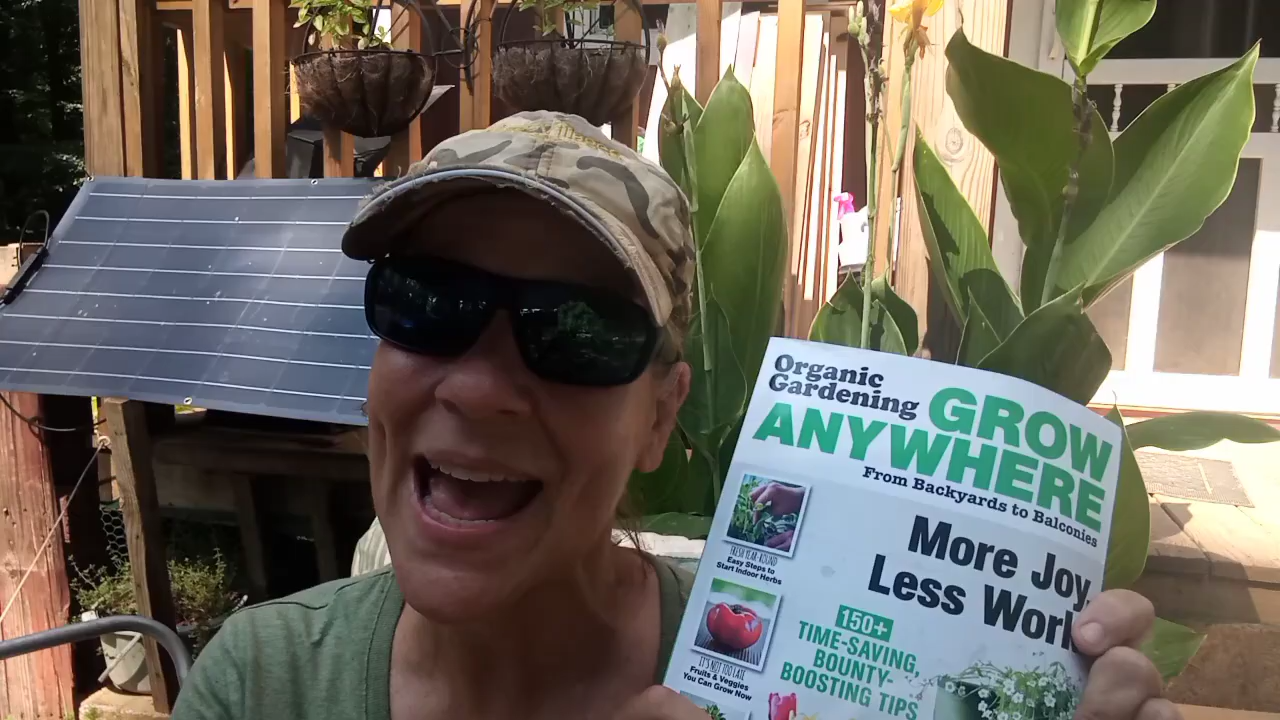 Organic
Gardening
GROW
ANYWHERE
From Backyards to Balconies
More Joy,
Less Work
FRESH YEAR-ROUND
Easy Steps to
Start Indoor Herbs
150+
TIME-SAVING,
BOUNTY-
BOOSTING TIPS
IT'S NOT TOO LATE
Fruits & Veggies
You Can Grow Now